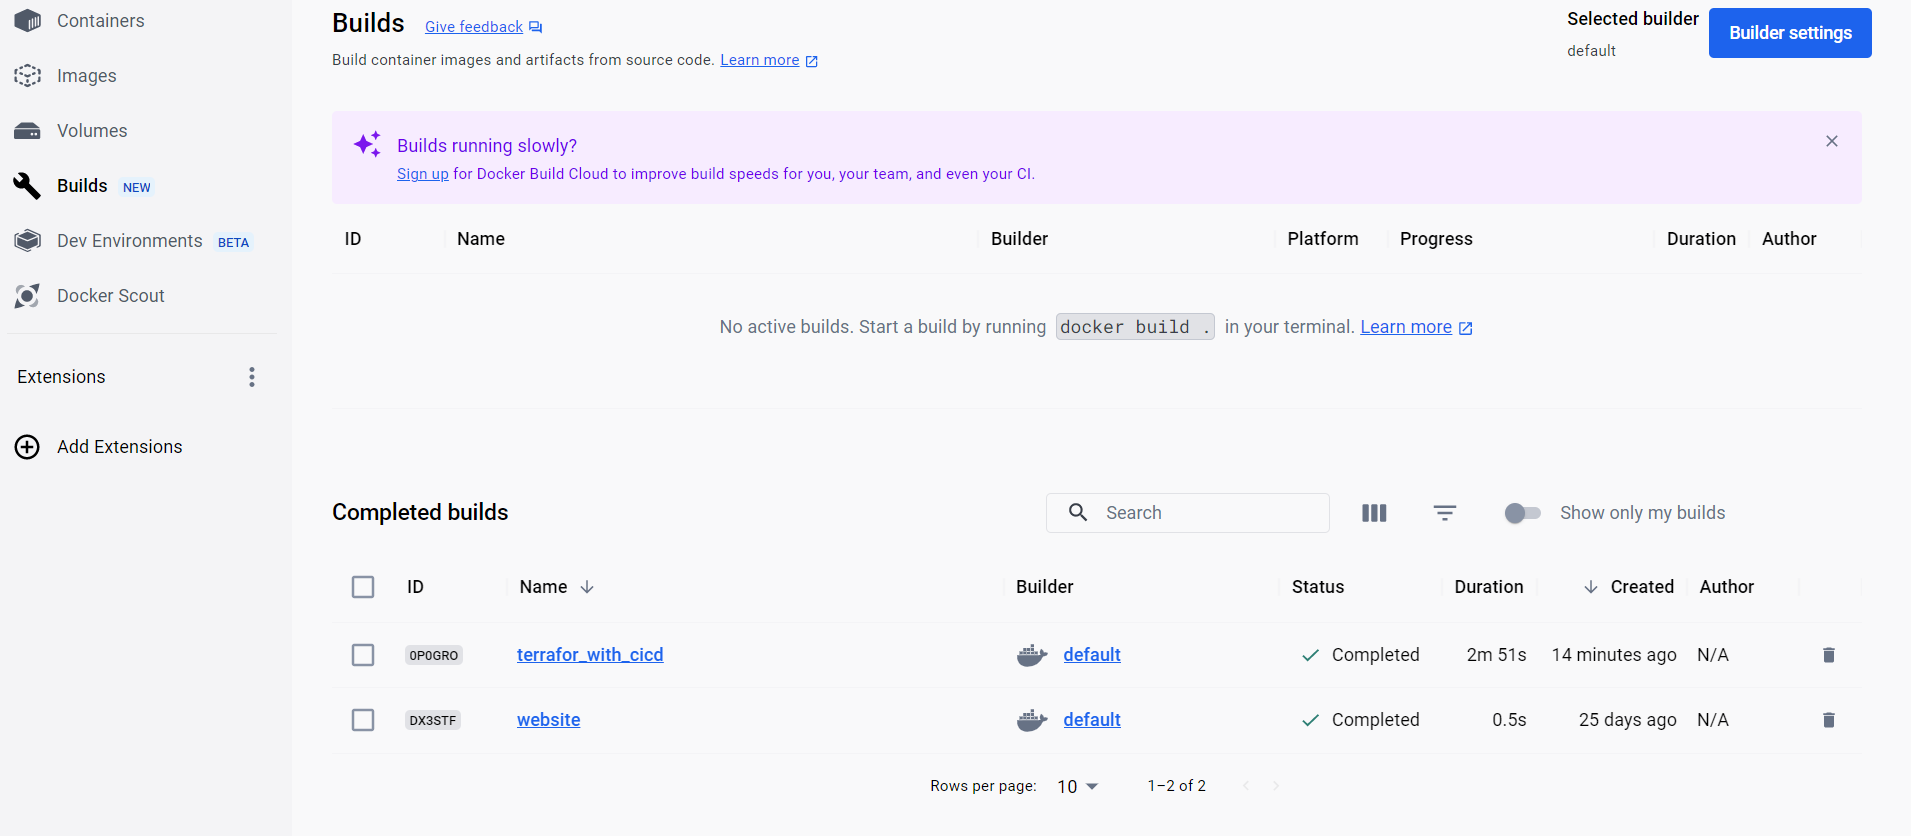 Containers
Images
Volumes
Builds NEW
Dev Environments BETA
Docker Scout
Extensions
Add Extensions
Builds Give feedback
Build container images and artifacts from source code. Learn more
Selected builder
default
Builder settings
Builds running slowly?
Sign up for Docker Build Cloud to improve build speeds for you, your team, and even your CI.
ID Name Builder Platform Progress Duration Author
No active builds. Start a build by running docker build . in your terminal. Learn more
Completed builds Search Show only my builds
ID Name Builder Status Duration Created Author
0P0GRO terrafor_with_cicd default Completed 2m 51s 14 minutes ago N/A
DX3STF website default Completed 0.5s 25 days ago N/A
Rows per page: 10 1–2 of 2